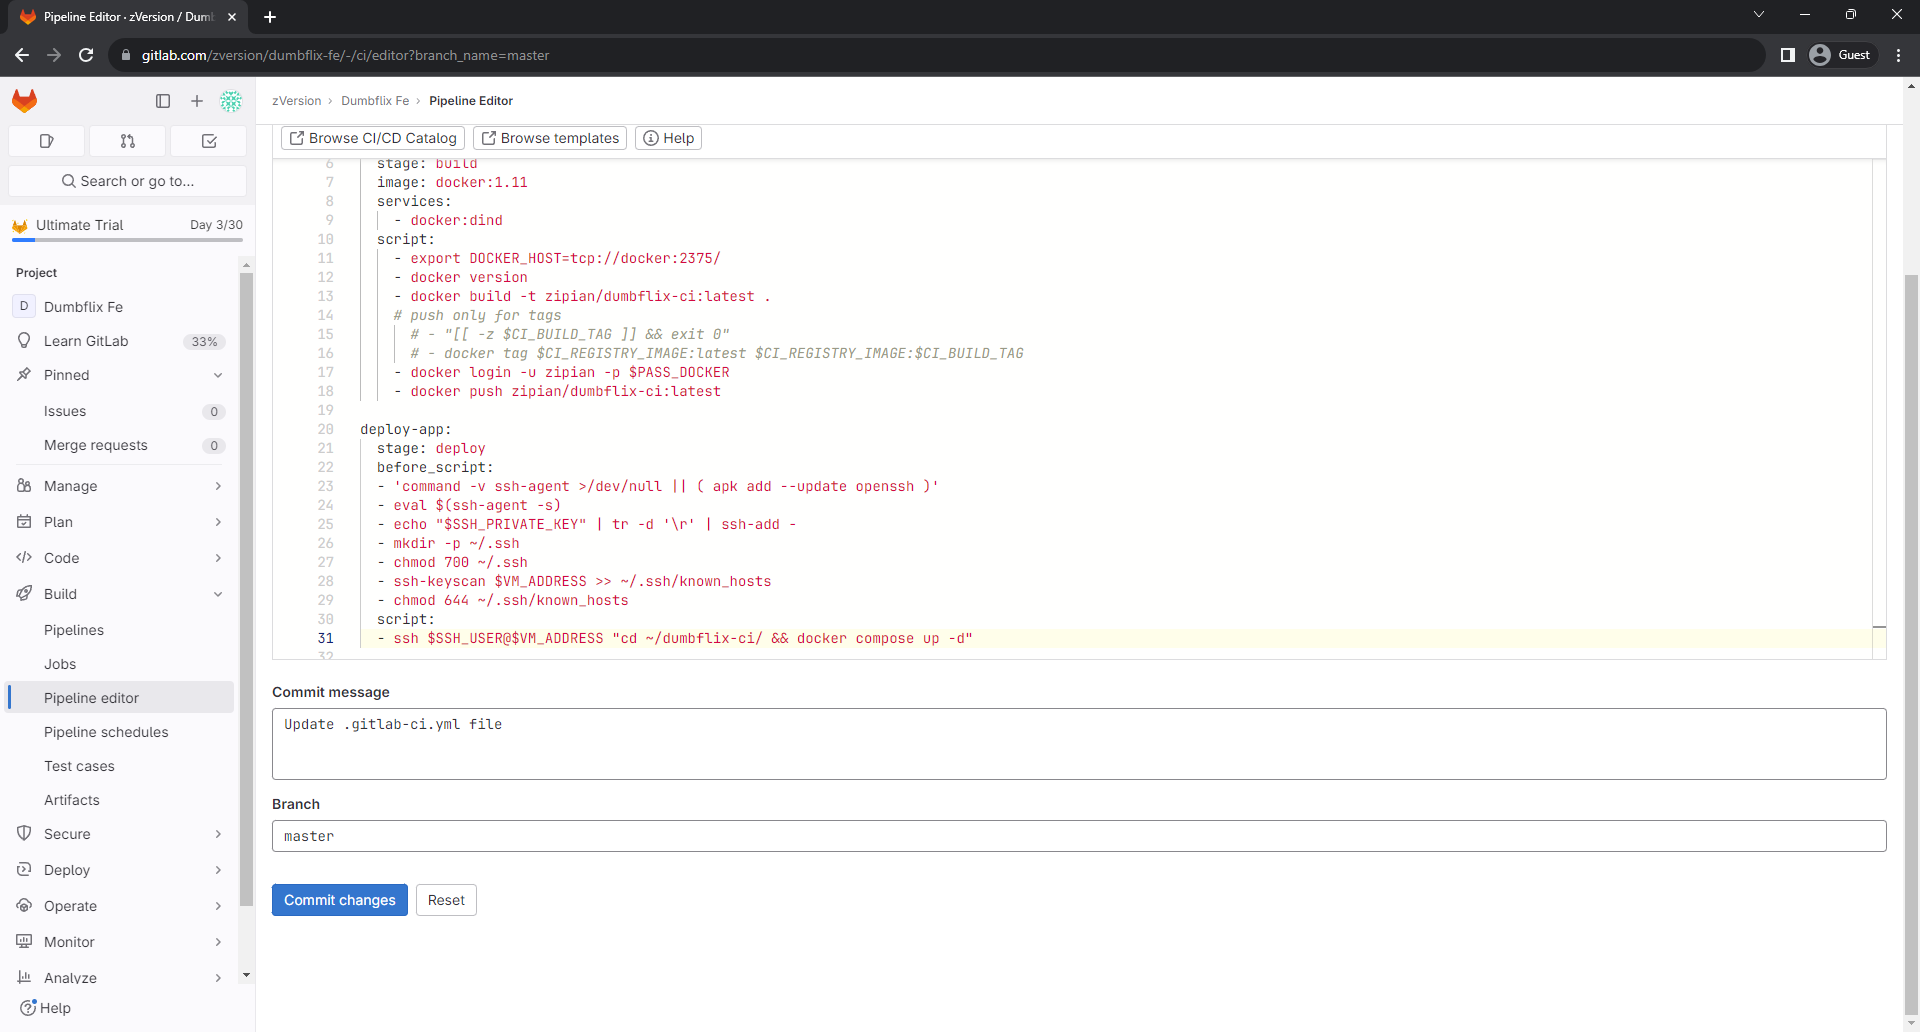 Pipeline Editor · zVersion / Dumb
gitlab.com/zversion/dumbflix-fe/-/ci/editor?branch_name=master
Guest
zVersion › Dumbflix Fe › Pipeline Editor
Search or go to...
Ultimate Trial Day 3/30
Project
D Dumbflix Fe
Learn GitLab 33%
Pinned
Issues 0
Merge requests 0
Manage
Plan
Code
Build
Pipelines
Jobs
Pipeline editor
Pipeline schedules
Test cases
Artifacts
Secure
Deploy
Operate
Monitor
Analyze
Help
Browse CI/CD Catalog Browse templates Help
6 stage: build
7 image: docker:1.11
8 services:
9 - docker:dind
10 script:
11 - export DOCKER_HOST=tcp://docker:2375/
12 - docker version
13 - docker build -t zipian/dumbflix-ci:latest .
14 # push only for tags
15 # - "[[ -z $CI_BUILD_TAG ]] && exit 0"
16 # - docker tag $CI_REGISTRY_IMAGE:latest $CI_REGISTRY_IMAGE:$CI_BUILD_TAG
17 - docker login -u zipian -p $PASS_DOCKER
18 - docker push zipian/dumbflix-ci:latest
19
20 deploy-app:
21 stage: deploy
22 before_script:
23 - 'command -v ssh-agent >/dev/null || ( apk add --update openssh )'
24 - eval $(ssh-agent -s)
25 - echo "$SSH_PRIVATE_KEY" | tr -d '\r' | ssh-add -
26 - mkdir -p ~/.ssh
27 - chmod 700 ~/.ssh
28 - ssh-keyscan $VM_ADDRESS >> ~/.ssh/known_hosts
29 - chmod 644 ~/.ssh/known_hosts
30 script:
31 - ssh $SSH_USER@$VM_ADDRESS "cd ~/dumbflix-ci/ && docker compose up -d"
32
Commit message
Update .gitlab-ci.yml file
Branch
master
Commit changes Reset